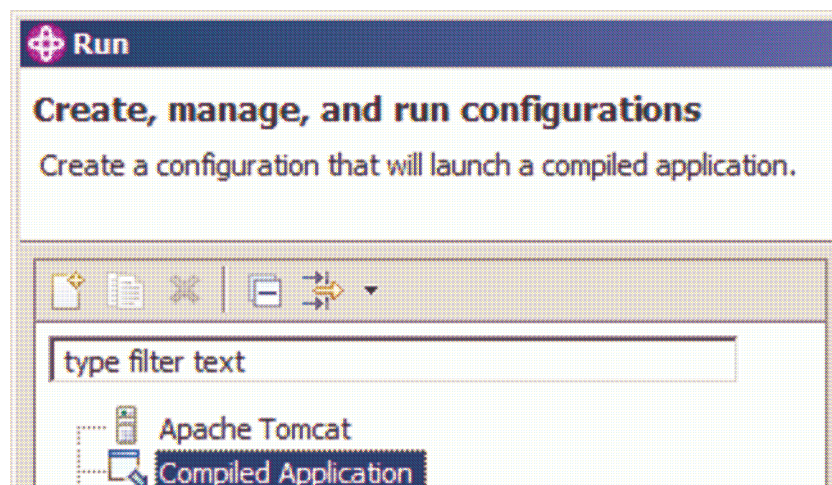 Run
Create, manage, and run configurations
Create a configuration that will launch a compiled application.
type filter text
Apache Tomcat
Compiled Application